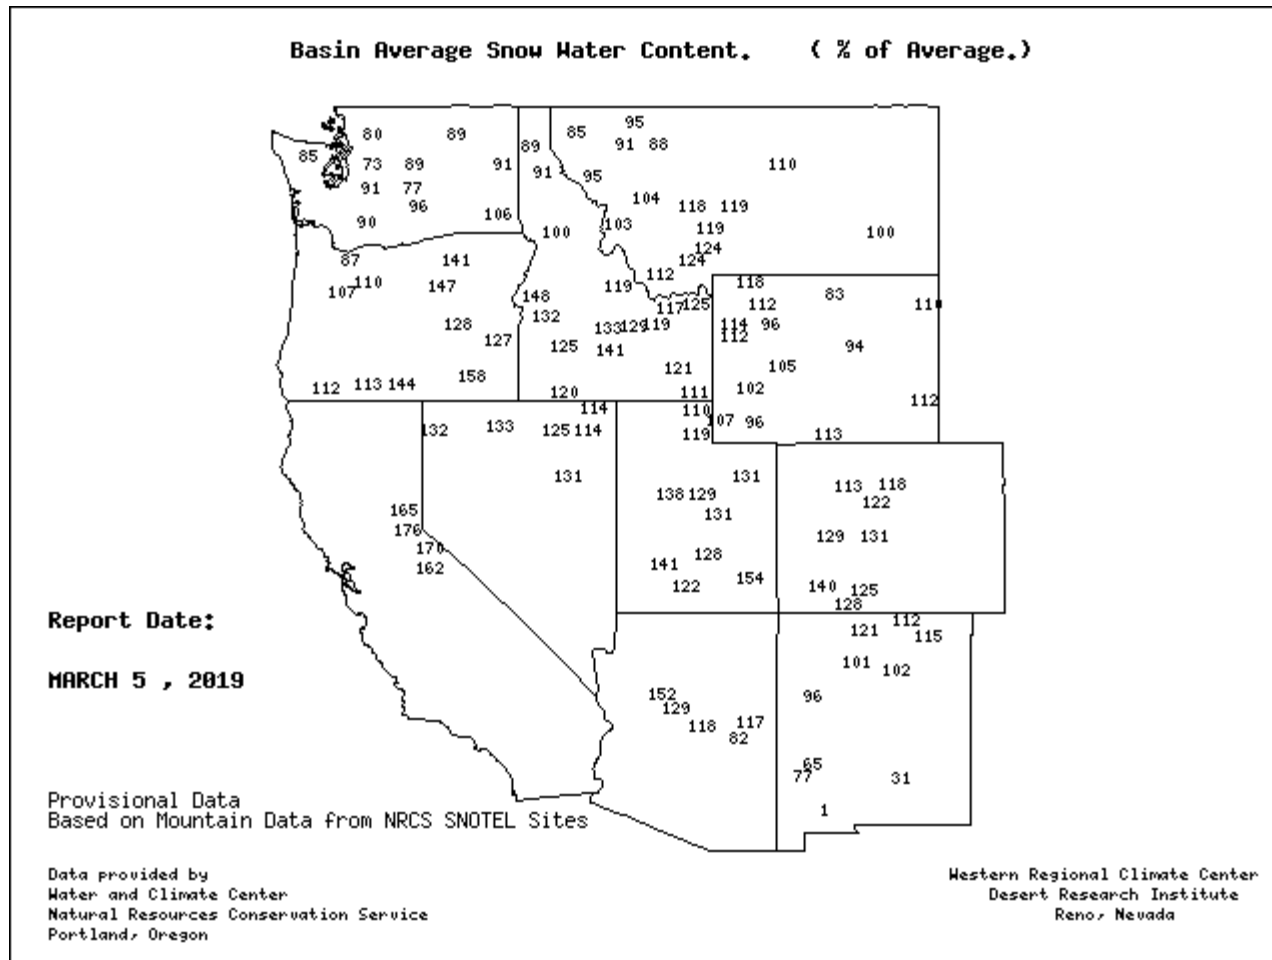 Basin Average Snow Water Content. ( % of Average.)
95
80 89 85
89 91 88
85
73 89 91 110
91 95
91 77
104
96 118 119
106
90 103 119
100 100
124
87 141 124
112
110 147 119 118
107 148 83
117 125 112 110
132
128 133 129 119 114 96
127 112
125 141 94
105
121
158
112 113 144 102
120 111 112
114 110
132 133 125 114 107 96
119 113
131 131
113 118
138 129
122
165 131
176
129 131
170
128
162 141
154
122 140 125
128
112
121 115
101 102
Report Date:
MARCH 5 , 2019
152 96
129
118 117
82
65
77 31
1
Provisional Data
Based on Mountain Data from NRCS SNOTEL Sites
Data provided by
Water and Climate Center
Natural Resources Conservation Service
Portland, Oregon
Western Regional Climate Center
Desert Research Institute
Reno, Nevada